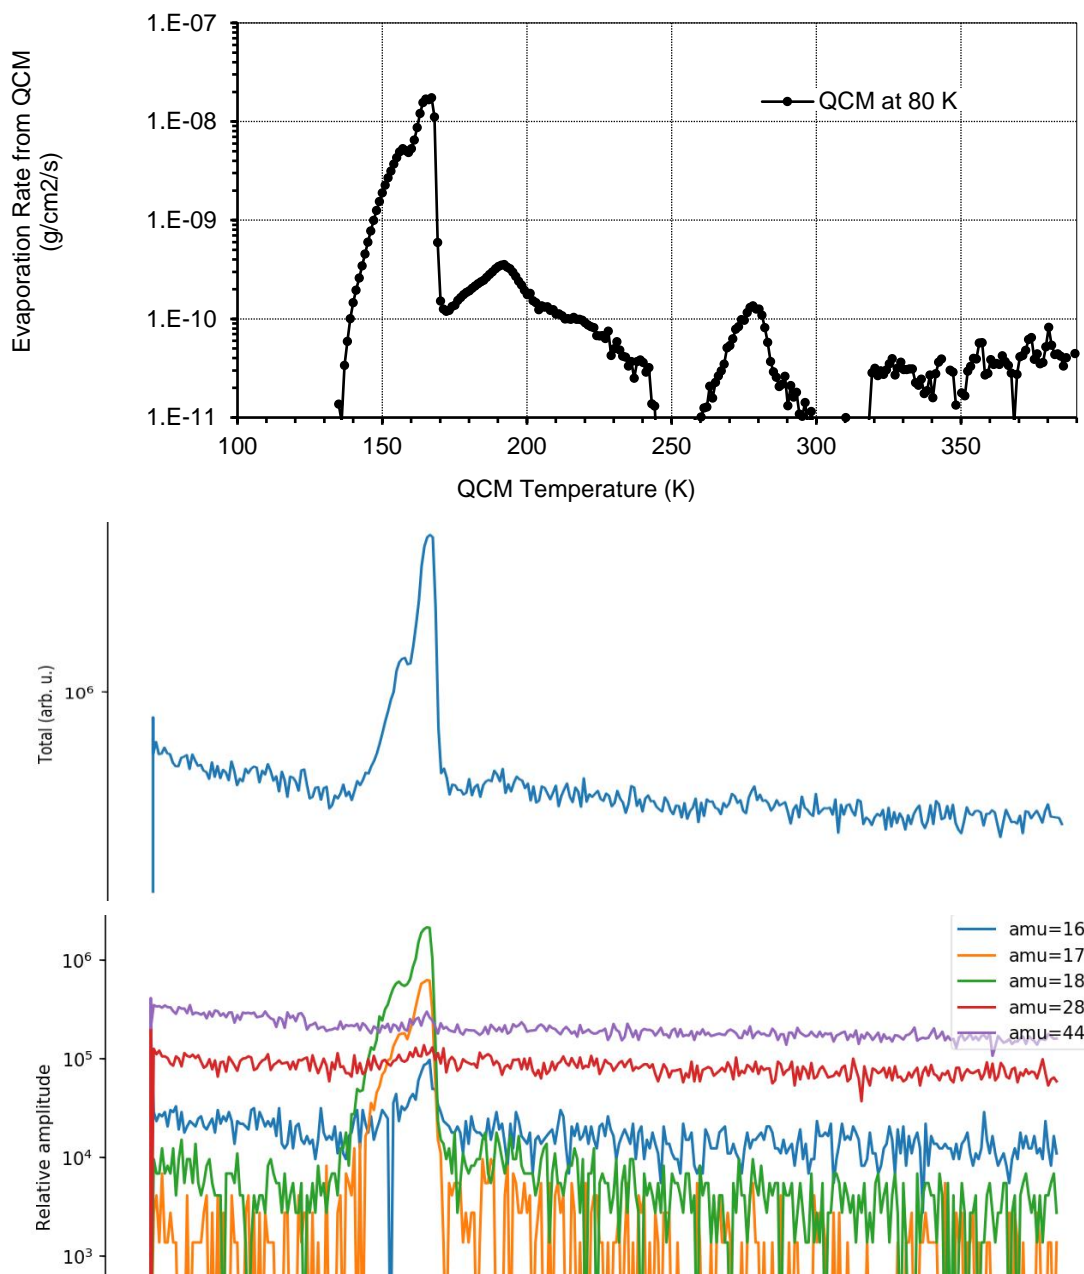 Evaporation Rate from QCM
(g/cm2/s)
1.E-07
1.E-08
1.E-09
1.E-10
1.E-11
QCM at 80 K
100
150
200
250
300
350
QCM Temperature (K)
Total (arb. u.)
10⁶
Relative amplitude
10⁶
10⁵
10⁴
10³
amu=16
amu=17
amu=18
amu=28
amu=44